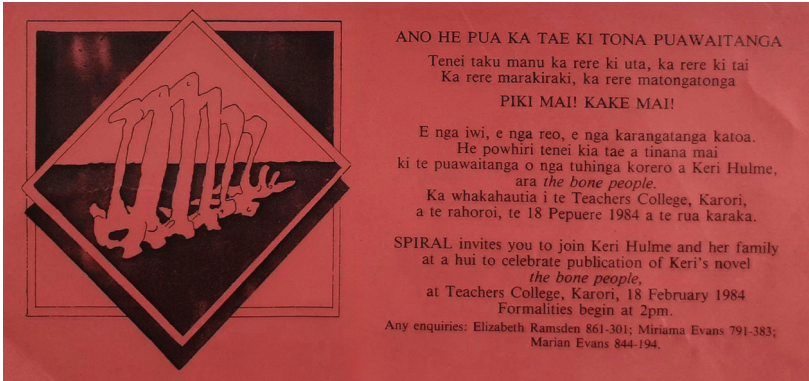 ANO HE PUA KA TAE KI TONA PUAWAITANGA
Tenei taku manu ka rere ki uta, ka rere ki tai
Ka rere marakiraki, ka rere matongatonga
PIKI MAI! KAKE MAI!
E nga iwi, e nga reo, e nga karangatanga katoa.
He powhiri tenei kia tae a tinana mai
ki te puawaitanga o nga tuhinga korero a Keri Hulme,
ara the bone people.
Ka whakahautia i te Teachers College, Karori,
a te rahoroi, te 18 Pepuere 1984 a te rua karaka.
SPIRAL invites you to join Keri Hulme and her family
at a hui to celebrate publication of Keri's novel
the bone people,
at Teachers College, Karori, 18 February 1984
Formalities begin at 2pm.
Any enquiries: Elizabeth Ramsden 861-301; Miriama Evans 791-383;
Marian Evans 844-194.